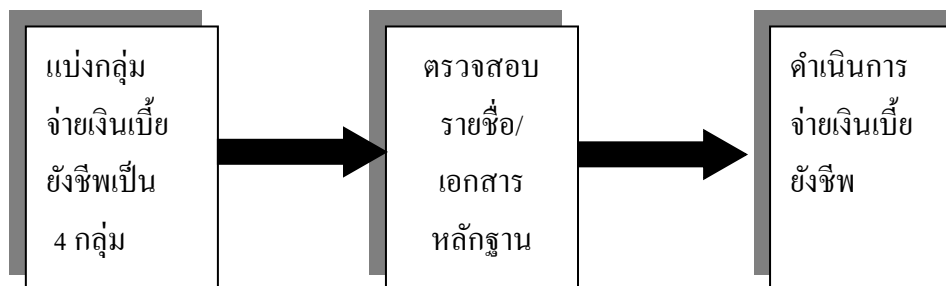 แบ่งกลุ่ม
จ่ายเงินเบี้ย
ยังชีพเป็น
4 กลุ่ม
ตรวจสอบ
รายชื่อ/
เอกสาร
หลักฐาน
ดำเนินการ
จ่ายเงินเบี้ย
ยังชีพ